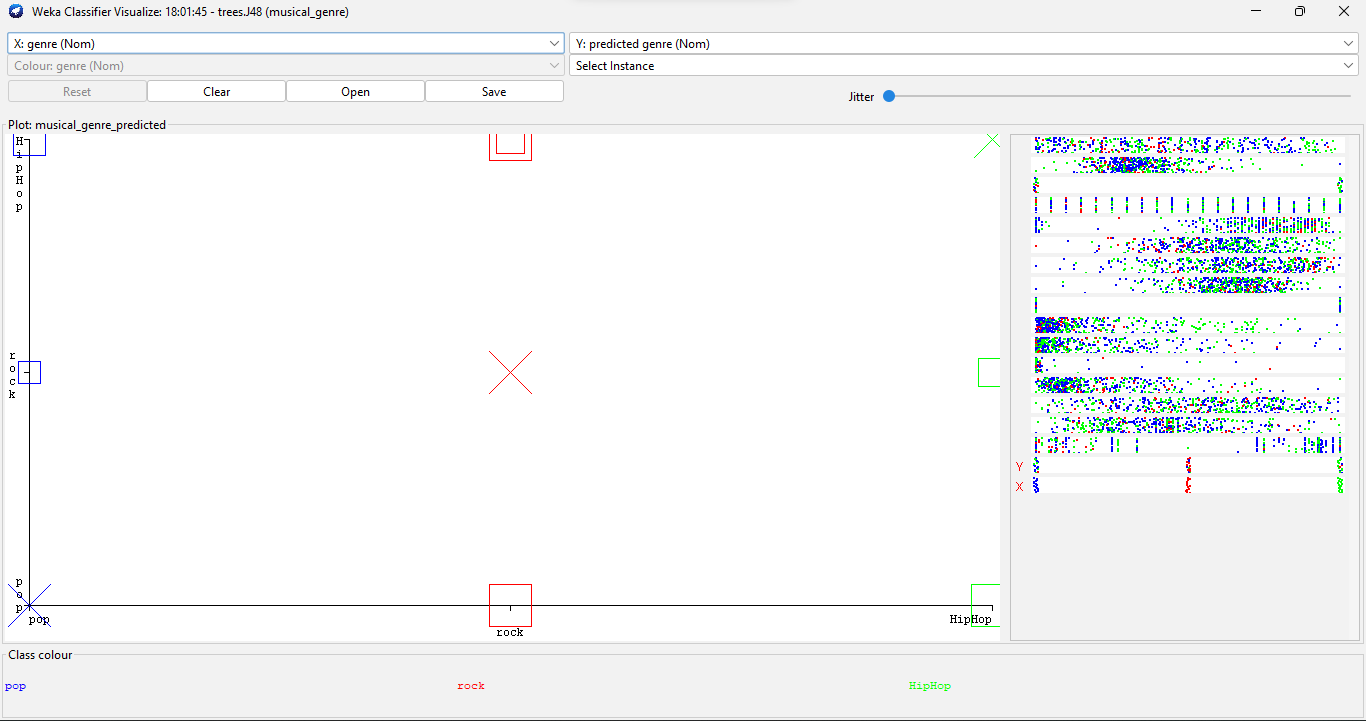 Weka Classifier Visualize: 18:01:45 - trees.J48 (musical_genre)
X: genre (Nom)
Y: predicted genre (Nom)
Colour: genre (Nom)
Select Instance
Reset
Clear
Open
Save
Jitter
Plot: musical_genre_predicted
HipHop
rock
pop
pop
rock
HipHop
Y
X
Class colour
pop
rock
HipHop